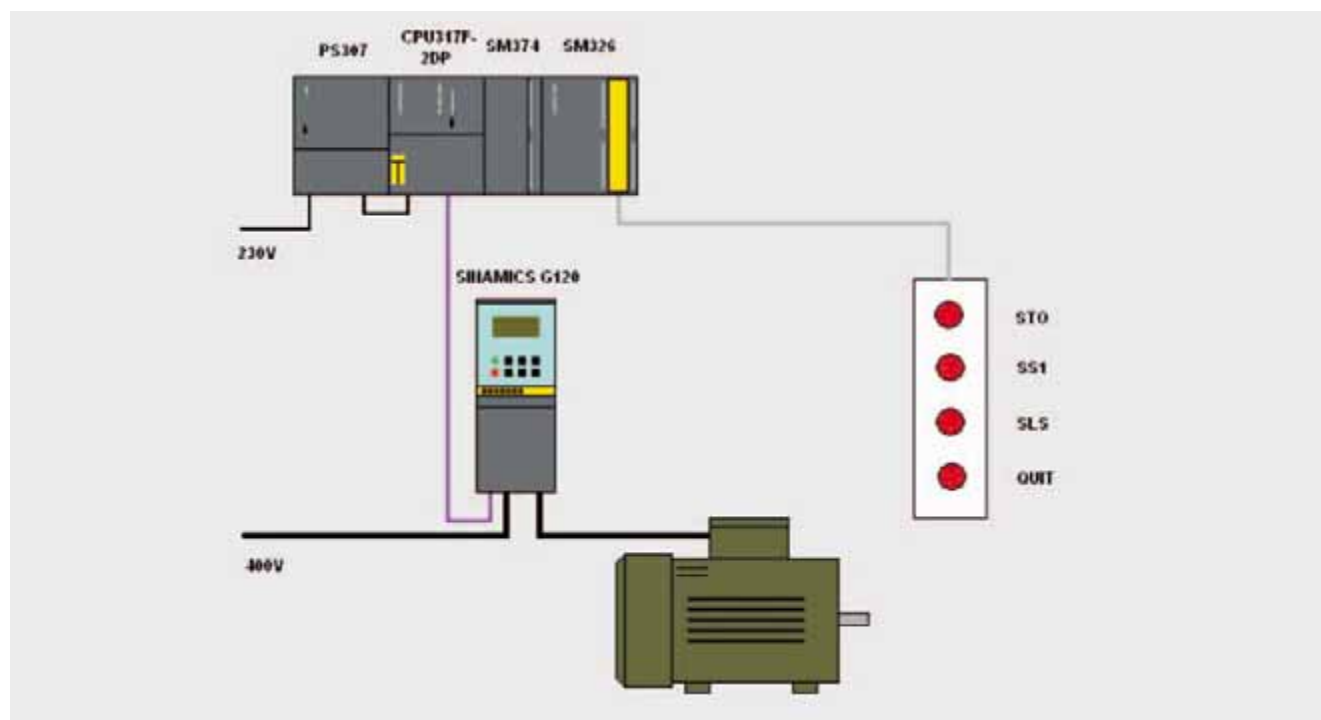 PS307
CPU317F-
2DP
SM374
SM326
230V
SINAMICS G120
400V
STO
SS1
SLS
QUIT